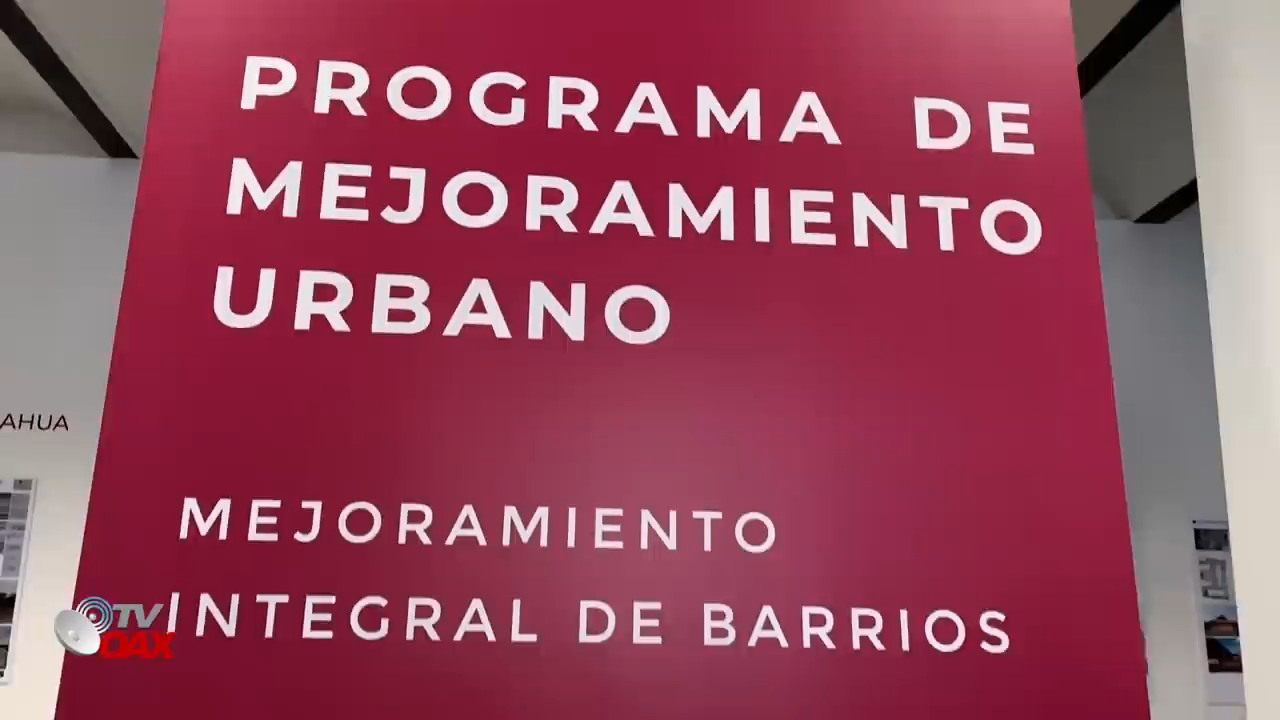 PROGRAMA DE
MEJORAMIENTO
URBANO
AHUA
MEJORAMIENTO
INTEGRAL DE BARRIOS
TV
OAX